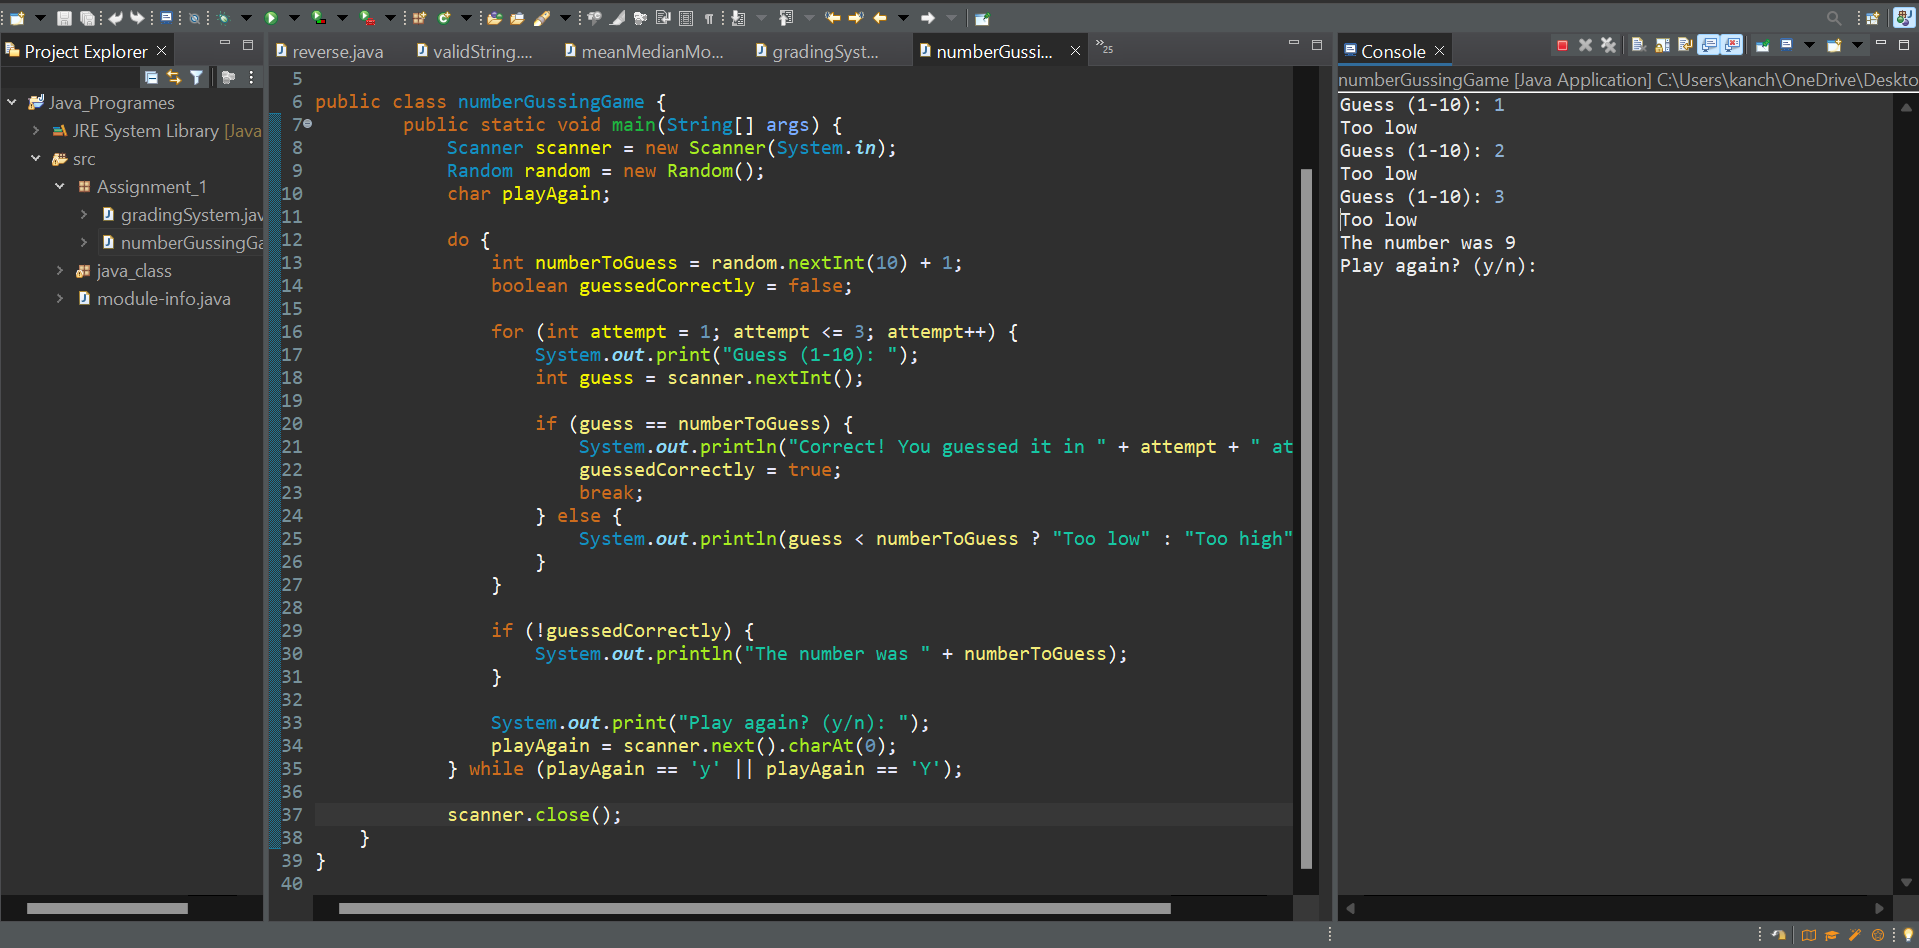 Project Explorer
Java_Programes
JRE System Library [Java
src
Assignment_1
gradingSystem.jav
numberGussingGa
java_class
module-info.java
reverse.java
validString....
meanMedianMo...
gradingSyst...
numberGussi...
»25
5
6 public class numberGussingGame {
7 public static void main(String[] args) {
8 Scanner scanner = new Scanner(System.in);
9 Random random = new Random();
10 char playAgain;
11
12 do {
13 int numberToGuess = random.nextInt(10) + 1;
14 boolean guessedCorrectly = false;
15
16 for (int attempt = 1; attempt <= 3; attempt++) {
17 System.out.print("Guess (1-10): ");
18 int guess = scanner.nextInt();
19
20 if (guess == numberToGuess) {
21 System.out.println("Correct! You guessed it in " + attempt + " at
22 guessedCorrectly = true;
23 break;
24 } else {
25 System.out.println(guess < numberToGuess ? "Too low" : "Too high"
26 }
27 }
28
29 if (!guessedCorrectly) {
30 System.out.println("The number was " + numberToGuess);
31 }
32
33 System.out.print("Play again? (y/n): ");
34 playAgain = scanner.next().charAt(0);
35 } while (playAgain == 'y' || playAgain == 'Y');
36
37 scanner.close();
38 }
39 }
40
Console
numberGussingGame [Java Application] C:\Users\kanch\OneDrive\Deskto
Guess (1-10): 1
Too low
Guess (1-10): 2
Too low
Guess (1-10): 3
Too low
The number was 9
Play again? (y/n):